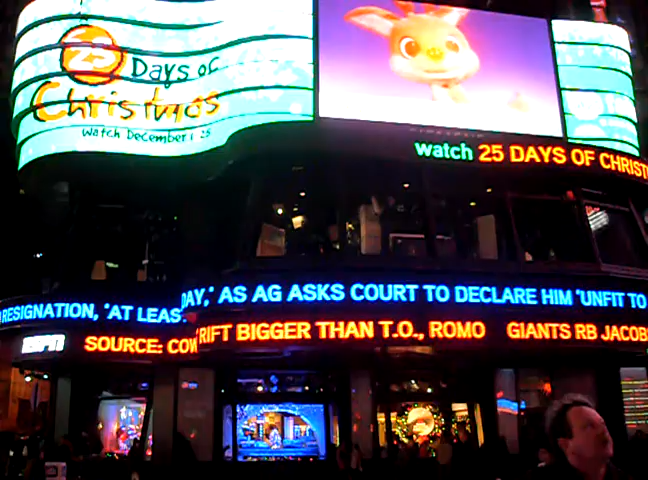 25 Days of
Christmas
watch December 1 25
watch 25 DAYS OF CHRIST
RESIGNATION, 'AT LEAS
DAY,' AS AG ASKS COURT TO DECLARE HIM 'UNFIT TO
ESPN
SOURCE: COW
RIFT BIGGER THAN T.O., ROMO GIANTS RB JACOBS